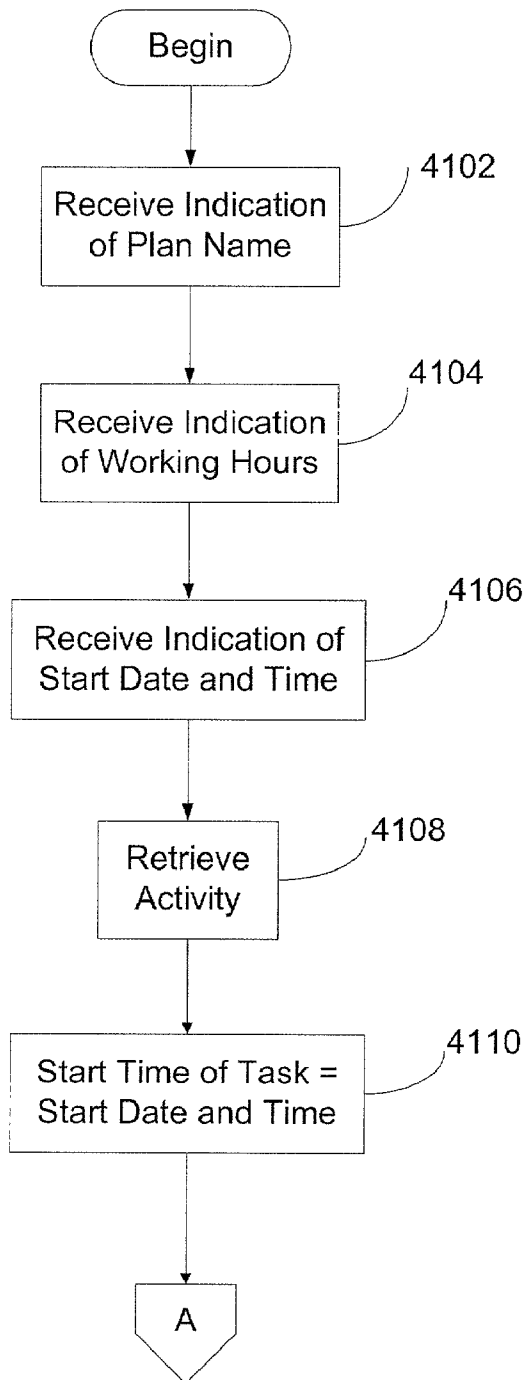 Begin
4102
Receive Indication
of Plan Name
4104
Receive Indication
of Working Hours
4106
Receive Indication of
Start Date and Time
4108
Retrieve
Activity
4110
Start Time of Task =
Start Date and Time
A